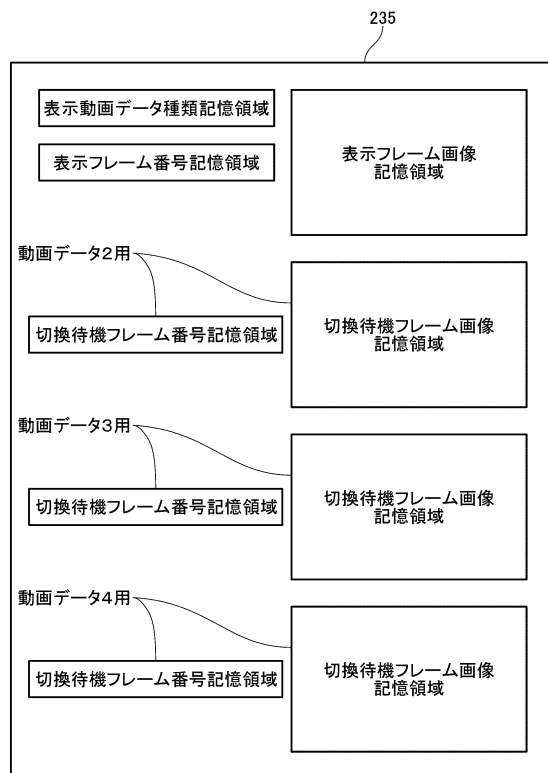 235
表示動画データ種類記憶領域
表示フレーム番号記憶領域
表示フレーム画像
記憶領域
動画データ2用
切換待機フレーム番号記憶領域
切換待機フレーム画像
記憶領域
動画データ3用
切換待機フレーム番号記憶領域
切換待機フレーム画像
記憶領域
動画データ4用
切換待機フレーム番号記憶領域
切換待機フレーム画像
記憶領域